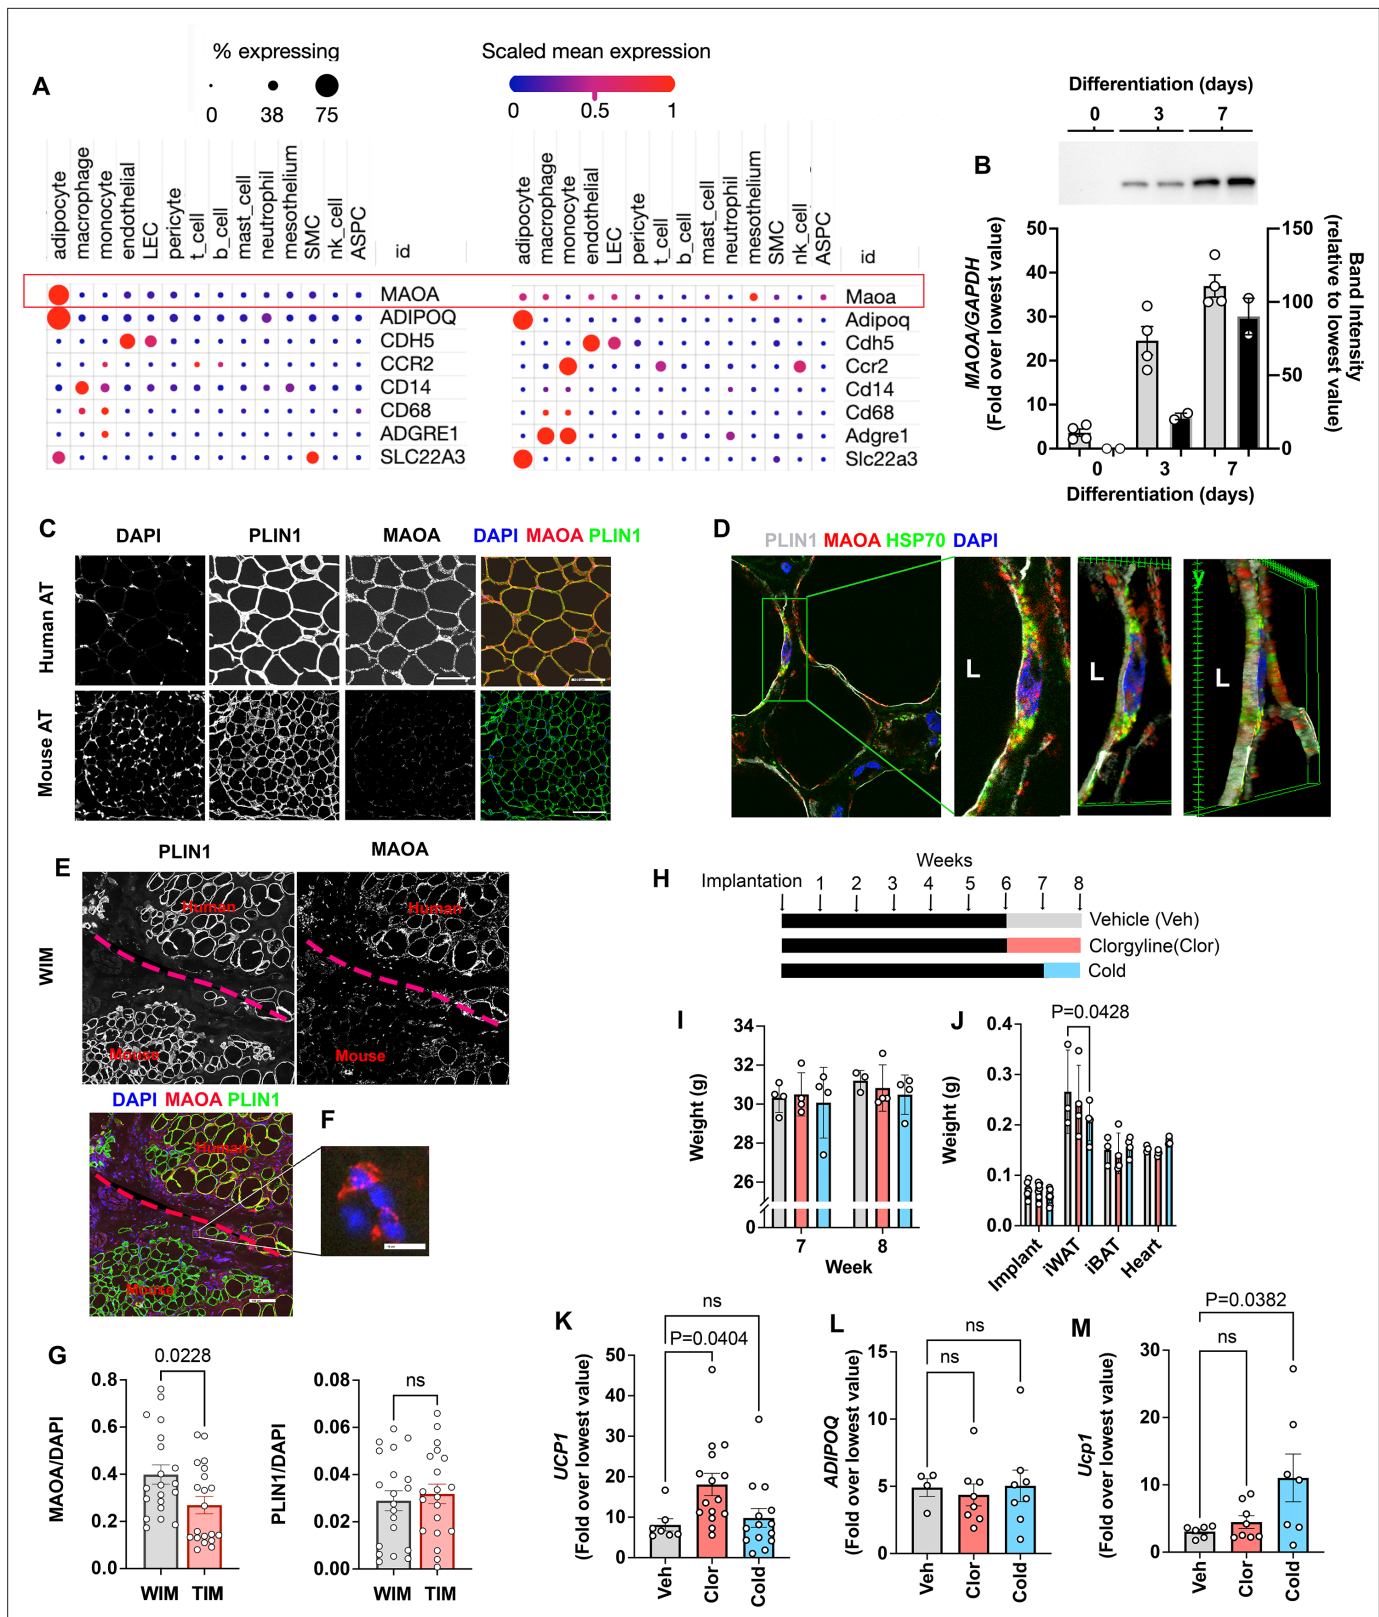 A
% expressing
0 38 75
Scaled mean expression
0 0.5 1
adipocyte
macrophage
monocyte
endothelial
LEC
pericyte
t_cell
b_cell
mast_cell
neutrophil
mesothelium
SMC
nk_cell
ASPC
id
MAOA
ADIPOQ
CDH5
CCR2
CD14
CD68
ADGRE1
SLC22A3
adipocyte
macrophage
monocyte
endothelial
LEC
pericyte
t_cell
b_cell
mast_cell
neutrophil
mesothelium
SMC
nk_cell
ASPC
id
Maoa
Adipoq
Cdh5
Ccr2
Cd14
Cd68
Adgre1
Slc22a3
B
Differentiation (days)
0 3 7
MAOA/GAPDH
(Fold over lowest value)
50
40
30
20
10
0
150
100
50
0
Band Intensity
(relative to lowest value)
0 3 7
Differentiation (days)
C
DAPI PLIN1 MAOA DAPI MAOA PLIN1
Human AT
Mouse AT
D
PLIN1 MAOA HSP70 DAPI
L
L
L
y
E
PLIN1 MAOA
WIM
Human
Mouse
Human
Mouse
DAPI MAOA PLIN1
Human
Mouse
F
G
0.0228
MAOA/DAPI
0.8
0.6
0.4
0.2
0.0
WIM TIM
ns
PLIN1/DAPI
0.08
0.06
0.04
0.02
0.00
WIM TIM
H
Weeks
Implantation 1 2 3 4 5 6 7 8
Vehicle (Veh)
Clorgyline(Clor)
Cold
I
Weight (g)
34
32
30
28
26
0
7 8
Week
J
P=0.0428
Weight (g)
0.4
0.3
0.2
0.1
0.0
Implant
iWAT
iBAT
Heart
K
ns
P=0.0404
UCP1
(Fold over lowest value)
50
40
30
20
10
0
Veh
Clor
Cold
L
ns
ns
ADIPOQ
(Fold over lowest value)
15
10
5
0
Veh
Clor
Cold
M
P=0.0382
ns
Ucp1
(Fold over lowest value)
30
20
10
0
Veh
Clor
Cold